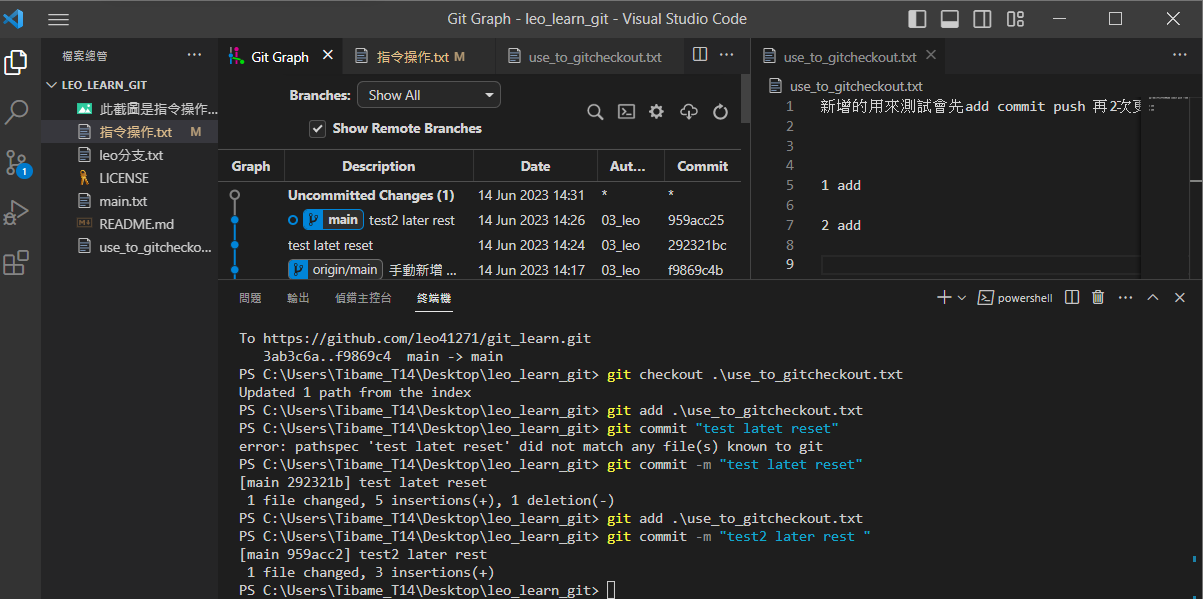 Git Graph - leo_learn_git - Visual Studio Code
檔案總管
LEO_LEARN_GIT
此截圖是指令操作...
指令操作.txt M
leo分支.txt
LICENSE
main.txt
README.md
use_to_gitchecko...
1
Git Graph
指令操作.txt M
use_to_gitcheckout.txt
Branches: Show All
Show Remote Branches
Graph Description Date Aut... Commit
Uncommitted Changes (1) 14 Jun 2023 14:31 * *
main test2 later rest 14 Jun 2023 14:26 03_leo 959acc25
test latet reset 14 Jun 2023 14:24 03_leo 292321bc
origin/main 手動新增 ... 14 Jun 2023 14:17 03_leo f9869c4b
use_to_gitcheckout.txt
use_to_gitcheckout.txt
1 新增的用來測試會先add commit push 再2次更
2
3
4
5 1 add
6
7 2 add
8
9
問題 輸出 偵錯主控台 終端機
powershell
To https://github.com/leo41271/git_learn.git
3ab3c6a..f9869c4 main -> main
PS C:\Users\Tibame_T14\Desktop\leo_learn_git> git checkout .\use_to_gitcheckout.txt
Updated 1 path from the index
PS C:\Users\Tibame_T14\Desktop\leo_learn_git> git add .\use_to_gitcheckout.txt
PS C:\Users\Tibame_T14\Desktop\leo_learn_git> git commit "test latet reset"
error: pathspec 'test latet reset' did not match any file(s) known to git
PS C:\Users\Tibame_T14\Desktop\leo_learn_git> git commit -m "test latet reset"
[main 292321b] test latet reset
1 file changed, 5 insertions(+), 1 deletion(-)
PS C:\Users\Tibame_T14\Desktop\leo_learn_git> git add .\use_to_gitcheckout.txt
PS C:\Users\Tibame_T14\Desktop\leo_learn_git> git commit -m "test2 later rest "
[main 959acc2] test2 later rest
1 file changed, 3 insertions(+)
PS C:\Users\Tibame_T14\Desktop\leo_learn_git>